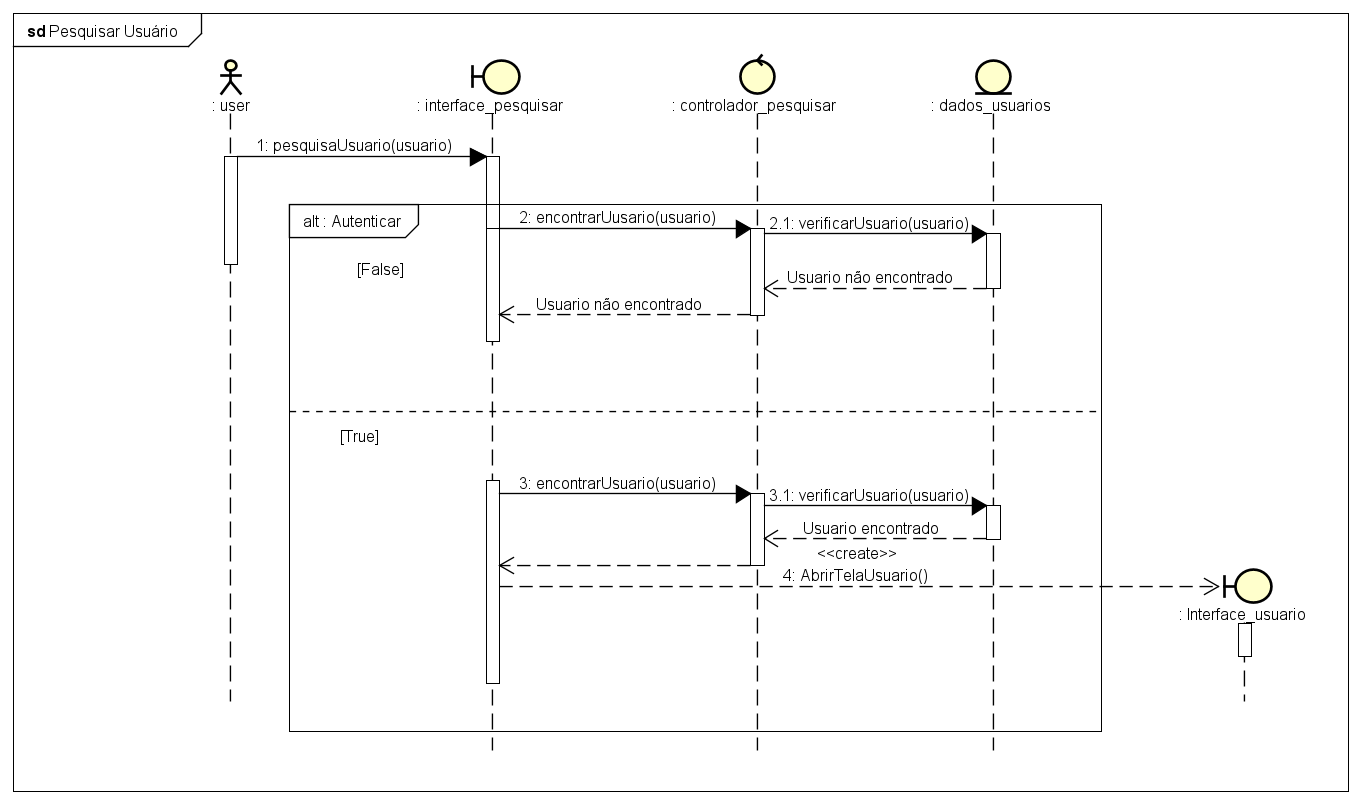 sd Pesquisar Usuário
: user
: interface_pesquisar
: controlador_pesquisar
: dados_usuarios
1: pesquisaUsuario(usuario)
alt : Autenticar
2: encontrarUusario(usuario)
2.1: verificarUsuario(usuario)
[False]
Usuario não encontrado
Usuario não encontrado
[True]
3: encontrarUsuario(usuario)
3.1: verificarUsuario(usuario)
Usuario encontrado
<<create>>
4: AbrirTelaUsuario()
: Interface_usuario